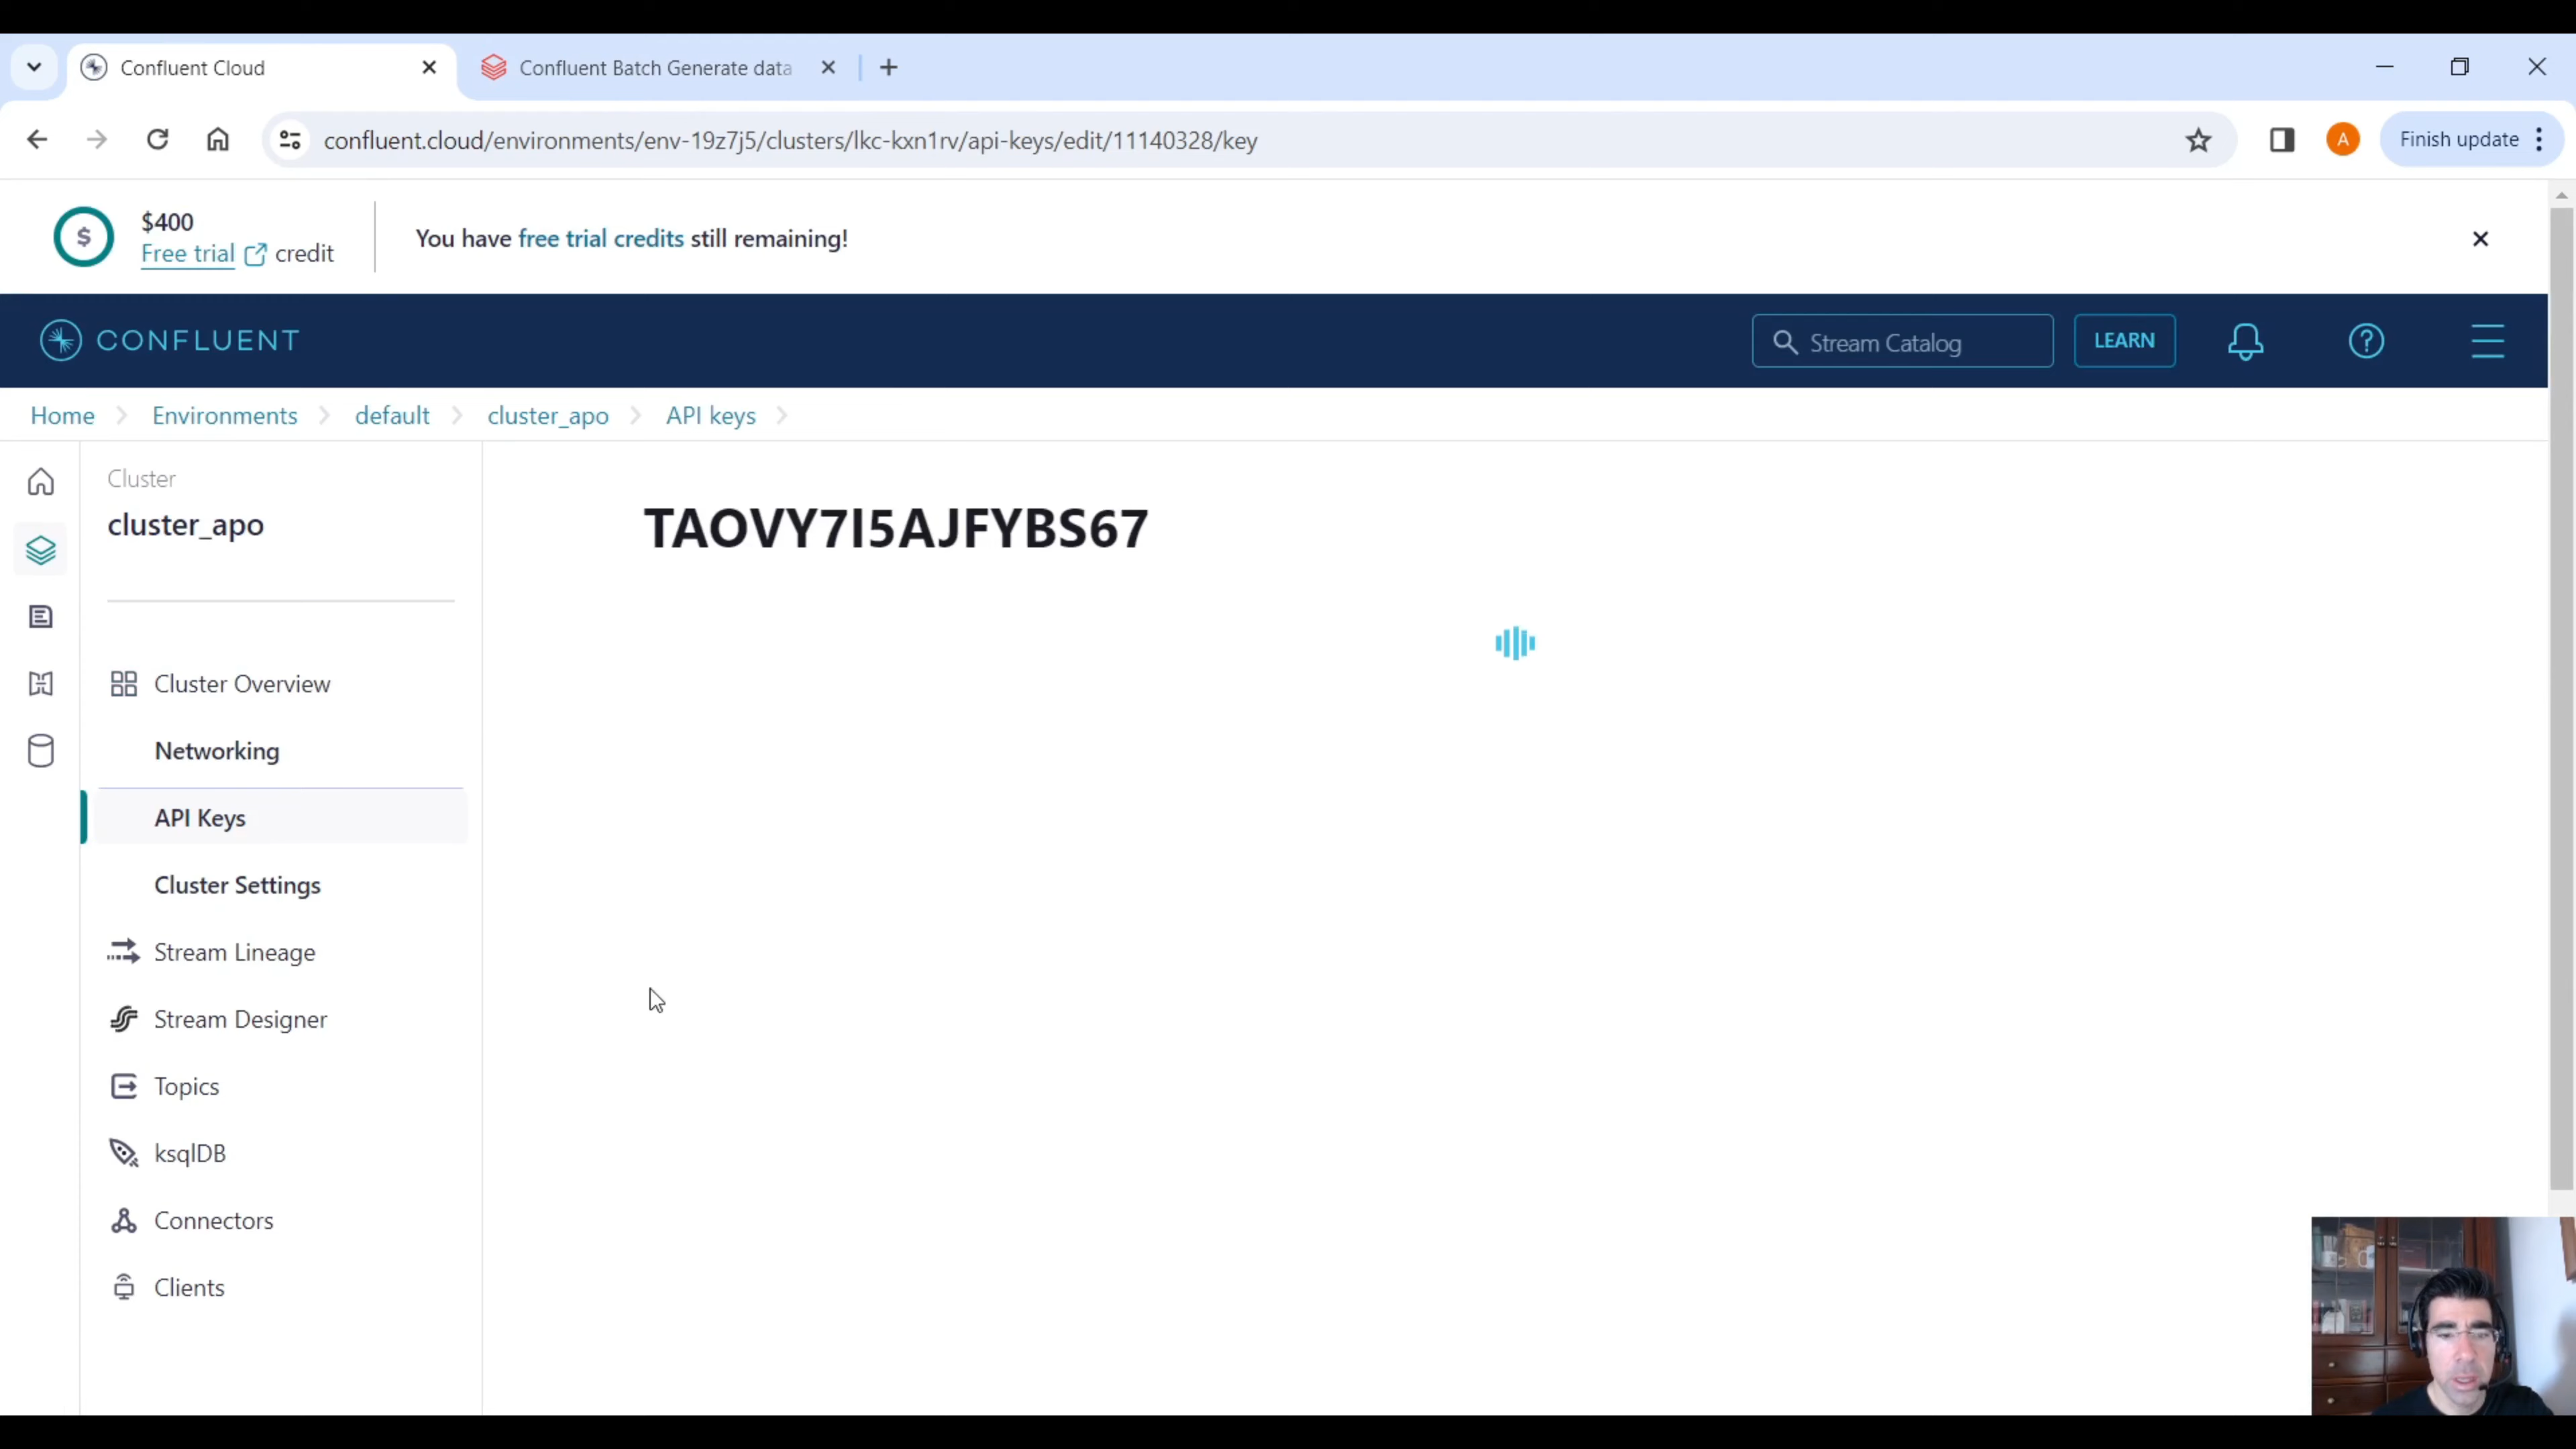 Confluent Cloud
Confluent Batch Generate data
confluent.cloud/environments/env-19z7j5/clusters/lkc-kxn1rv/api-keys/edit/11140328/key
A
Finish update
$
$400
Free trial credit
You have free trial credits still remaining!
CONFLUENT
Stream Catalog
LEARN
?
Home
Environments
default
cluster_apo
API keys
Cluster
cluster_apo
TAOVY7I5AJFYBS67
Cluster Overview
Networking
API Keys
Cluster Settings
Stream Lineage
Stream Designer
Topics
ksqlDB
Connectors
Clients